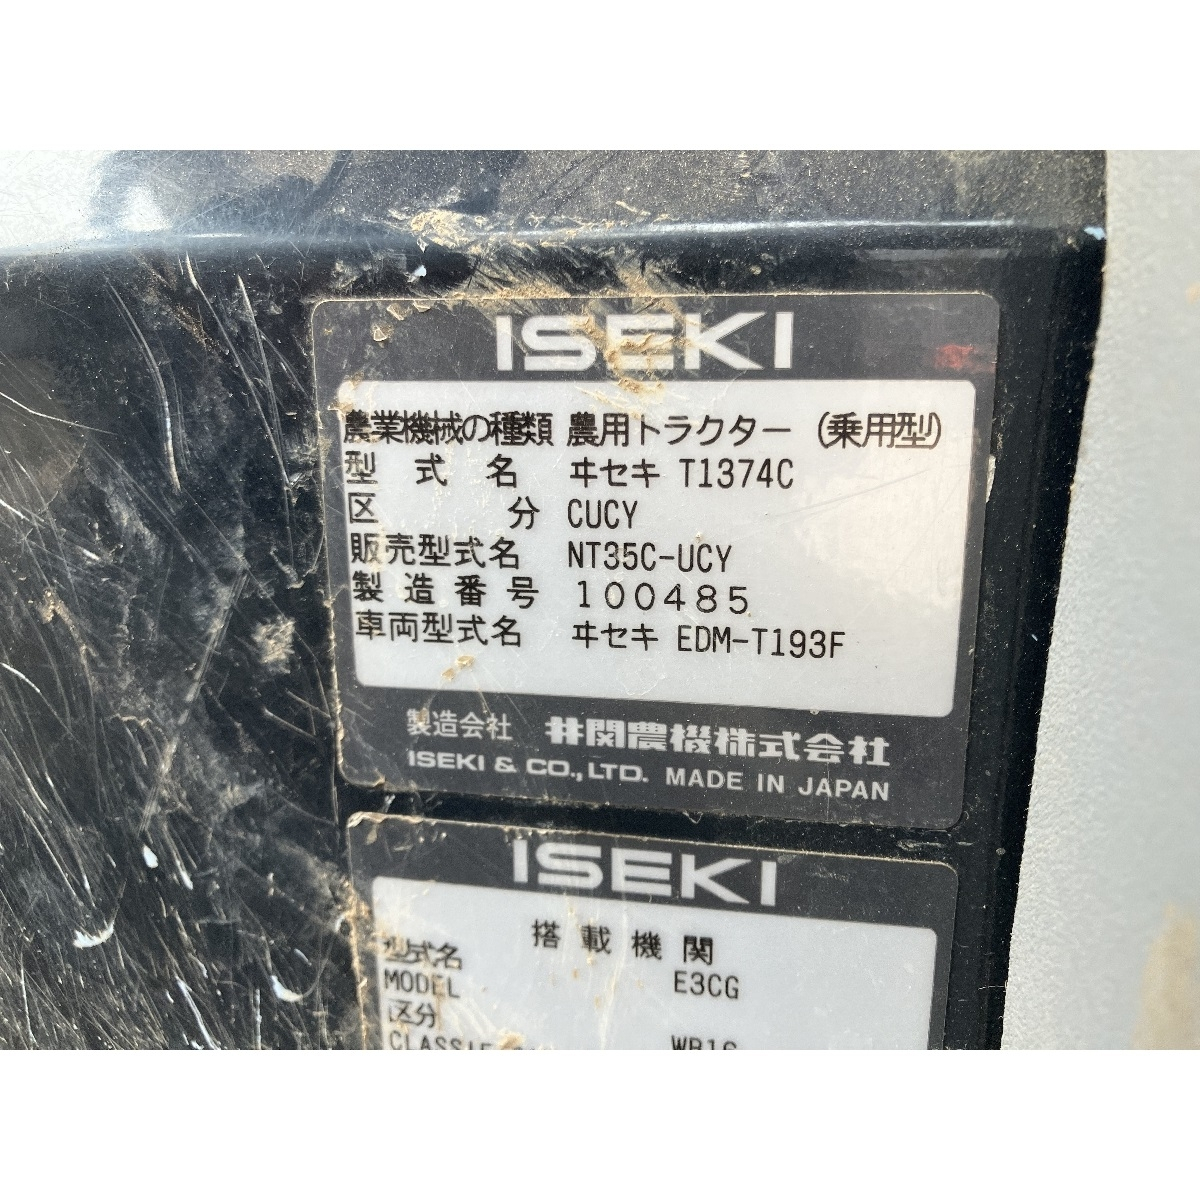 ISEKI
農業機械の種類 農用トラクター (乗用型)
型式名 ヰセキ T1374C
区分 CUCY
販売型式名 NT35C-UCY
製造番号 100485
車両型式名 ヰセキ EDM-T193F
製造会社 井関農機株式会社
ISEKI & CO., LTD. MADE IN JAPAN
ISEKI
搭載機関
型式名
MODEL E3CG
区分